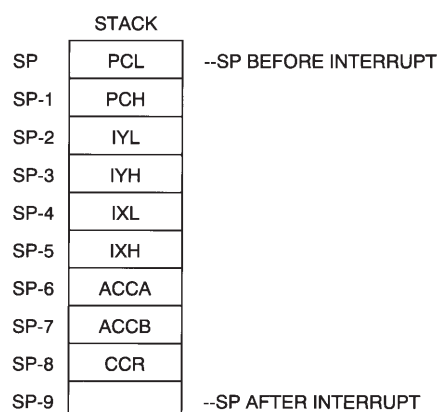 STACK
SP PCL --SP BEFORE INTERRUPT
SP-1 PCH
SP-2 IYL
SP-3 IYH
SP-4 IXL
SP-5 IXH
SP-6 ACCA
SP-7 ACCB
SP-8 CCR
SP-9 --SP AFTER INTERRUPT